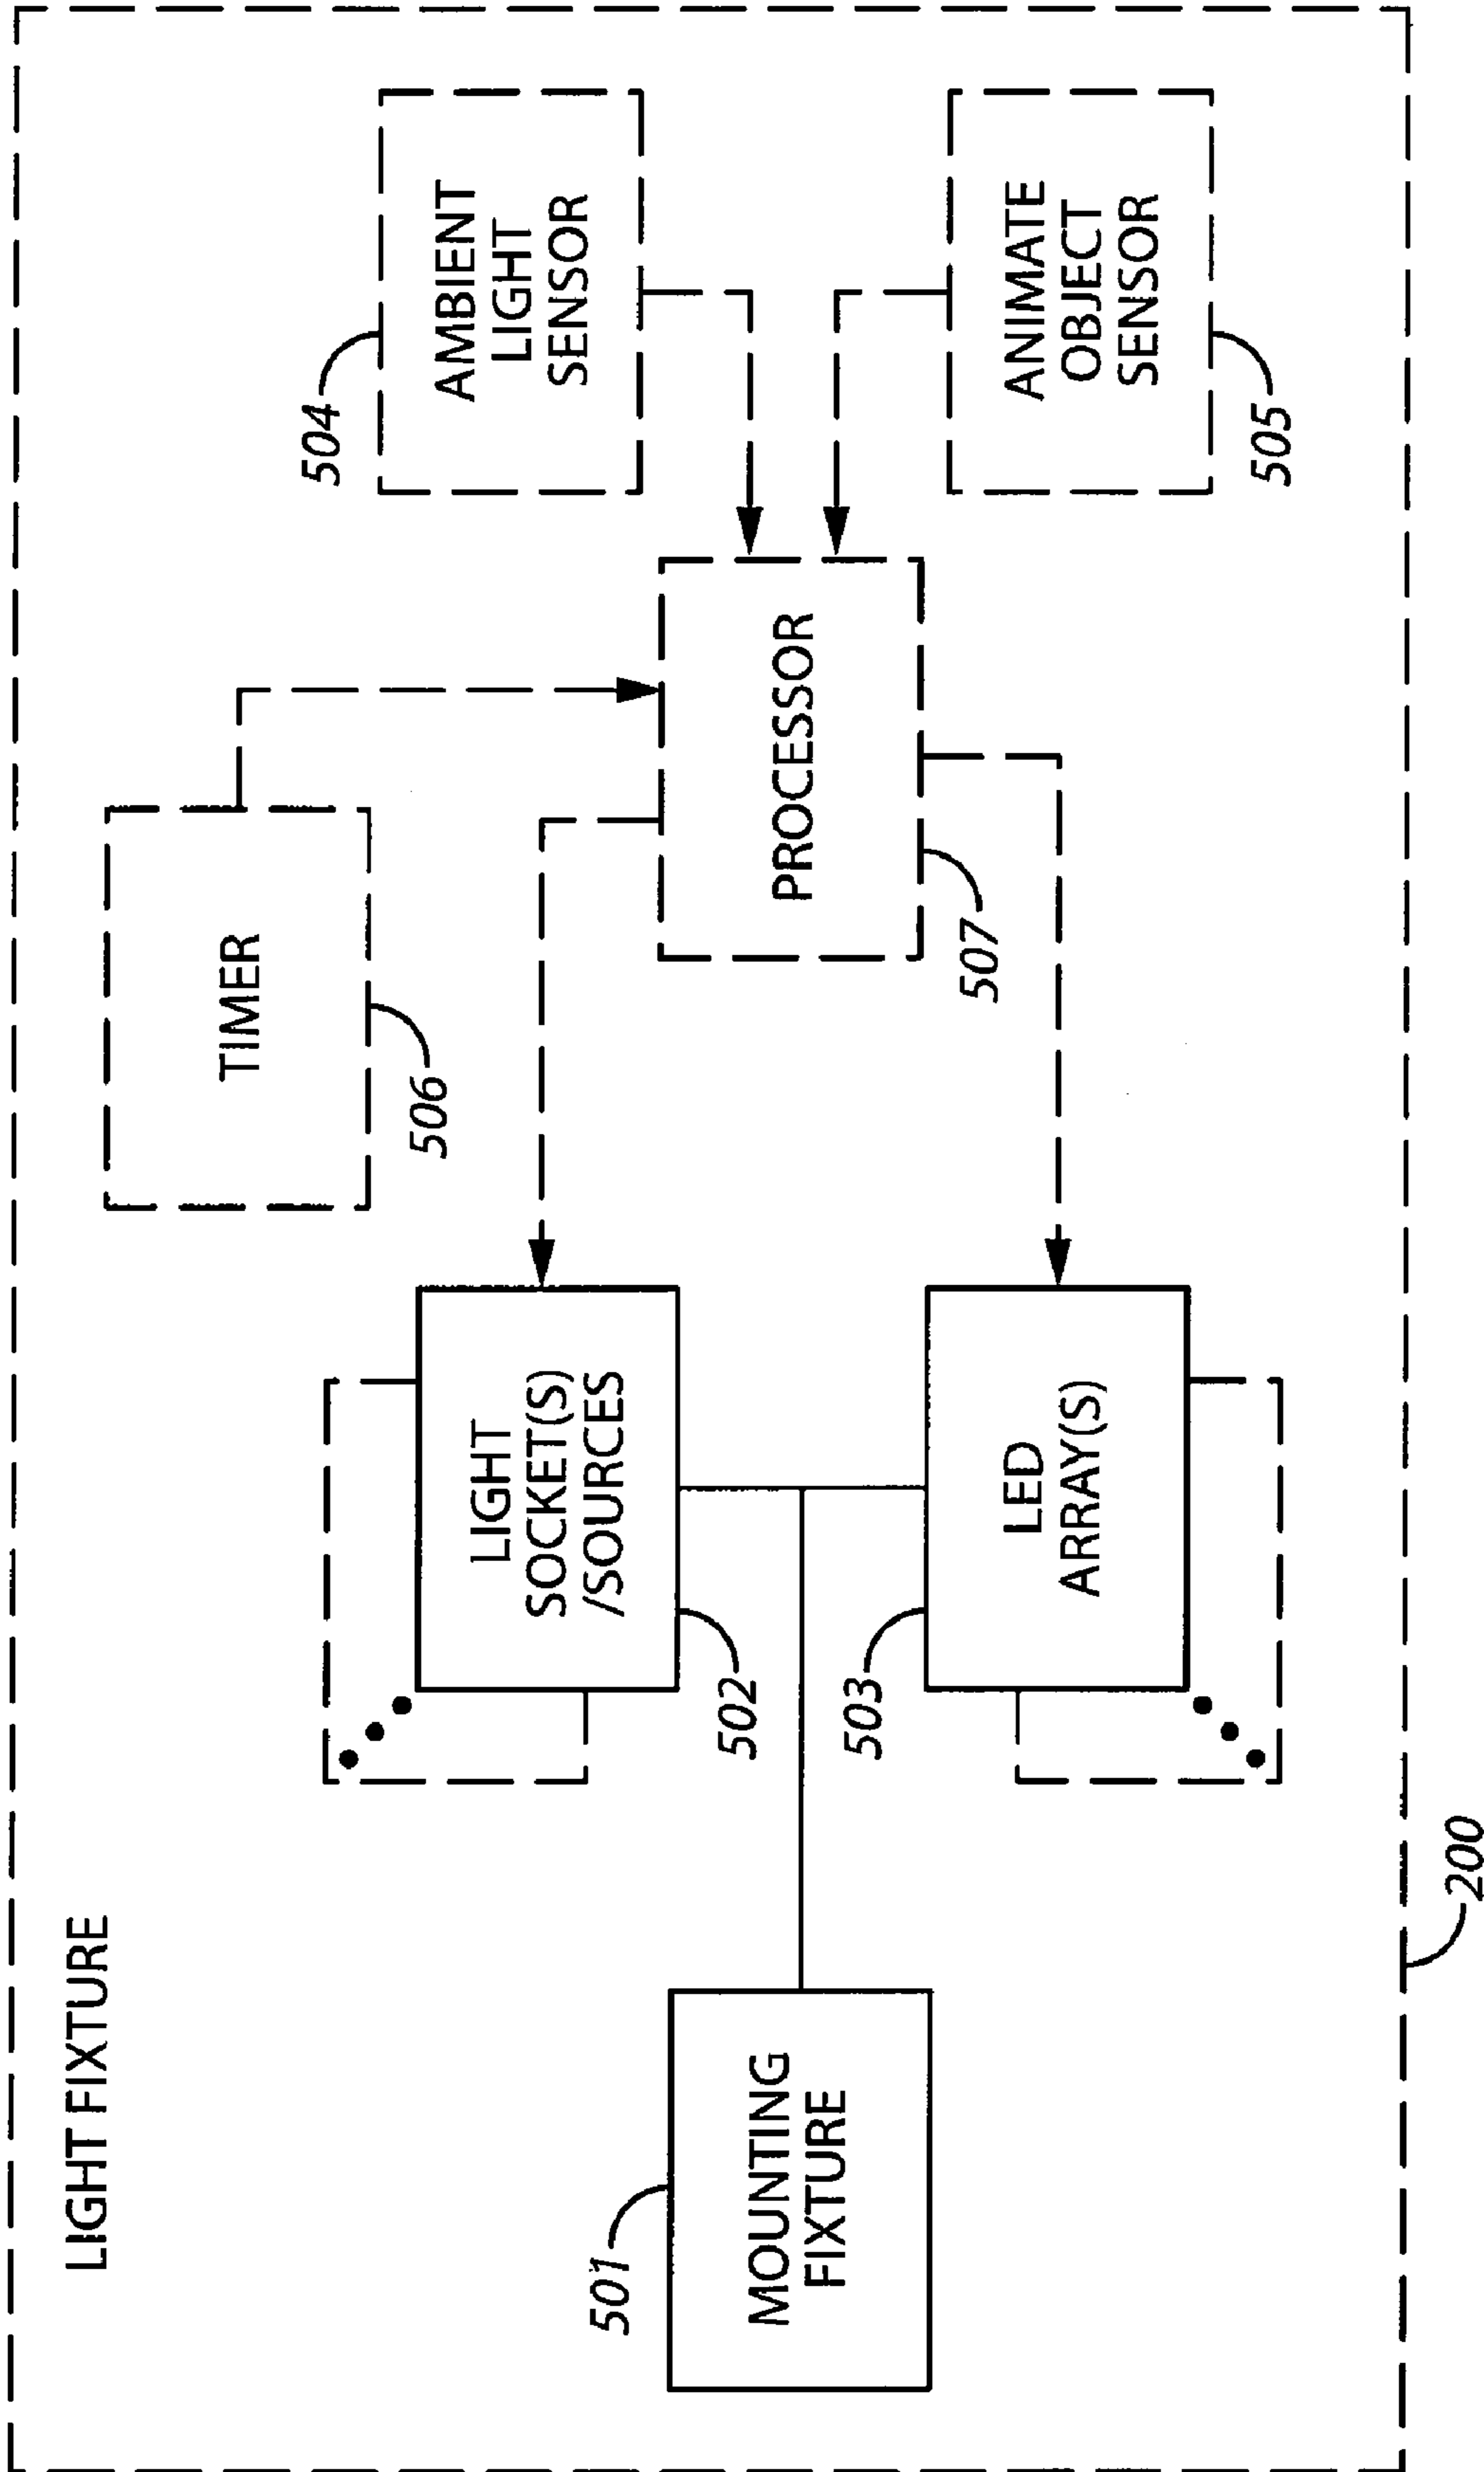 LIGHT FIXTURE
TIMER
506
504
AMBIENT
LIGHT
SENSOR
LIGHT
SOCKET(S)
/SOURCES
502
501
MOUNTING
FIXTURE
PROCESSOR
507
503
LED
ARRAY(S)
ANIMATE
OBJECT
SENSOR
505
200